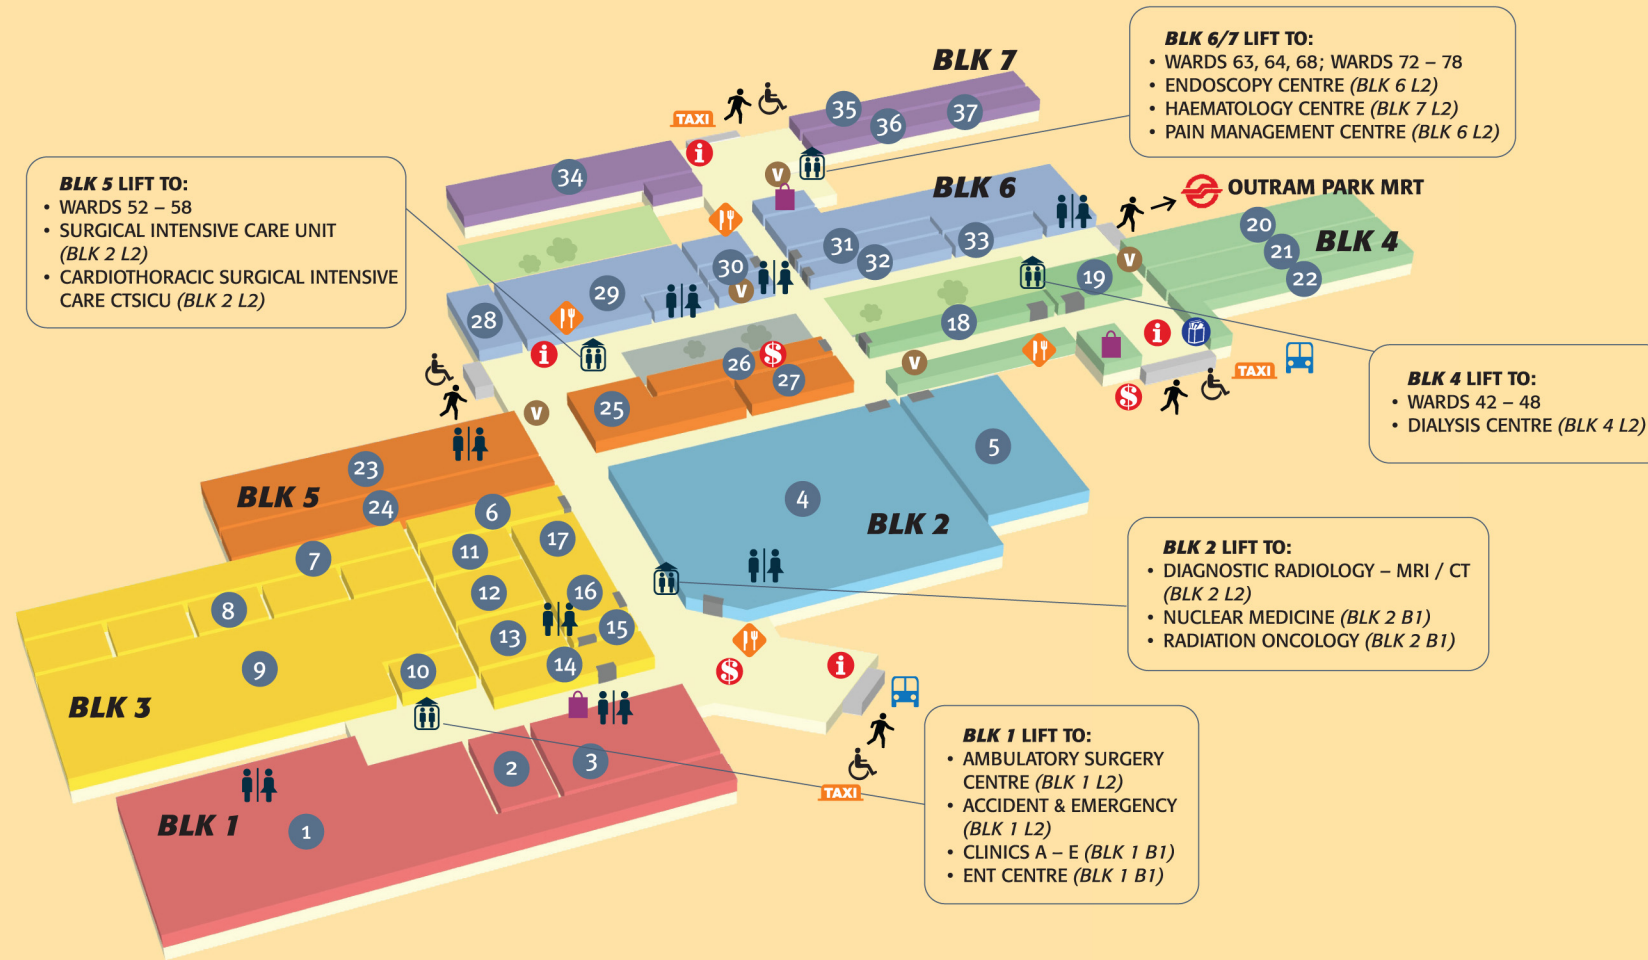 BLK 7
BLK 6/7 LIFT TO:
• WARDS 63, 64, 68; WARDS 72 – 78
• ENDOSCOPY CENTRE (BLK 6 L2)
• HAEMATOLOGY CENTRE (BLK 7 L2)
• PAIN MANAGEMENT CENTRE (BLK 6 L2)
TAXI
35
36
37
i
34
V
BLK 5 LIFT TO:
• WARDS 52 – 58
• SURGICAL INTENSIVE CARE UNIT
(BLK 2 L2)
• CARDIOTHORACIC SURGICAL INTENSIVE
CARE CTSICU (BLK 2 L2)
BLK 6
OUTRAM PARK MRT
31
32
33
20
21
22
BLK 4
V
30
29
28
V
19
18
i
i
26
$
27
25
V
V
$
TAXI
BLK 4 LIFT TO:
• WARDS 42 – 48
• DIALYSIS CENTRE (BLK 4 L2)
23
BLK 5
24
5
4
BLK 2
6
7
11
17
8
12
16
13
15
9
10
14
BLK 3
BLK 2 LIFT TO:
• DIAGNOSTIC RADIOLOGY – MRI / CT
(BLK 2 L2)
• NUCLEAR MEDICINE (BLK 2 B1)
• RADIATION ONCOLOGY (BLK 2 B1)
$
i
2
3
BLK 1
1
TAXI
BLK 1 LIFT TO:
• AMBULATORY SURGERY
CENTRE (BLK 1 L2)
• ACCIDENT & EMERGENCY
(BLK 1 L2)
• CLINICS A – E (BLK 1 B1)
• ENT CENTRE (BLK 1 B1)